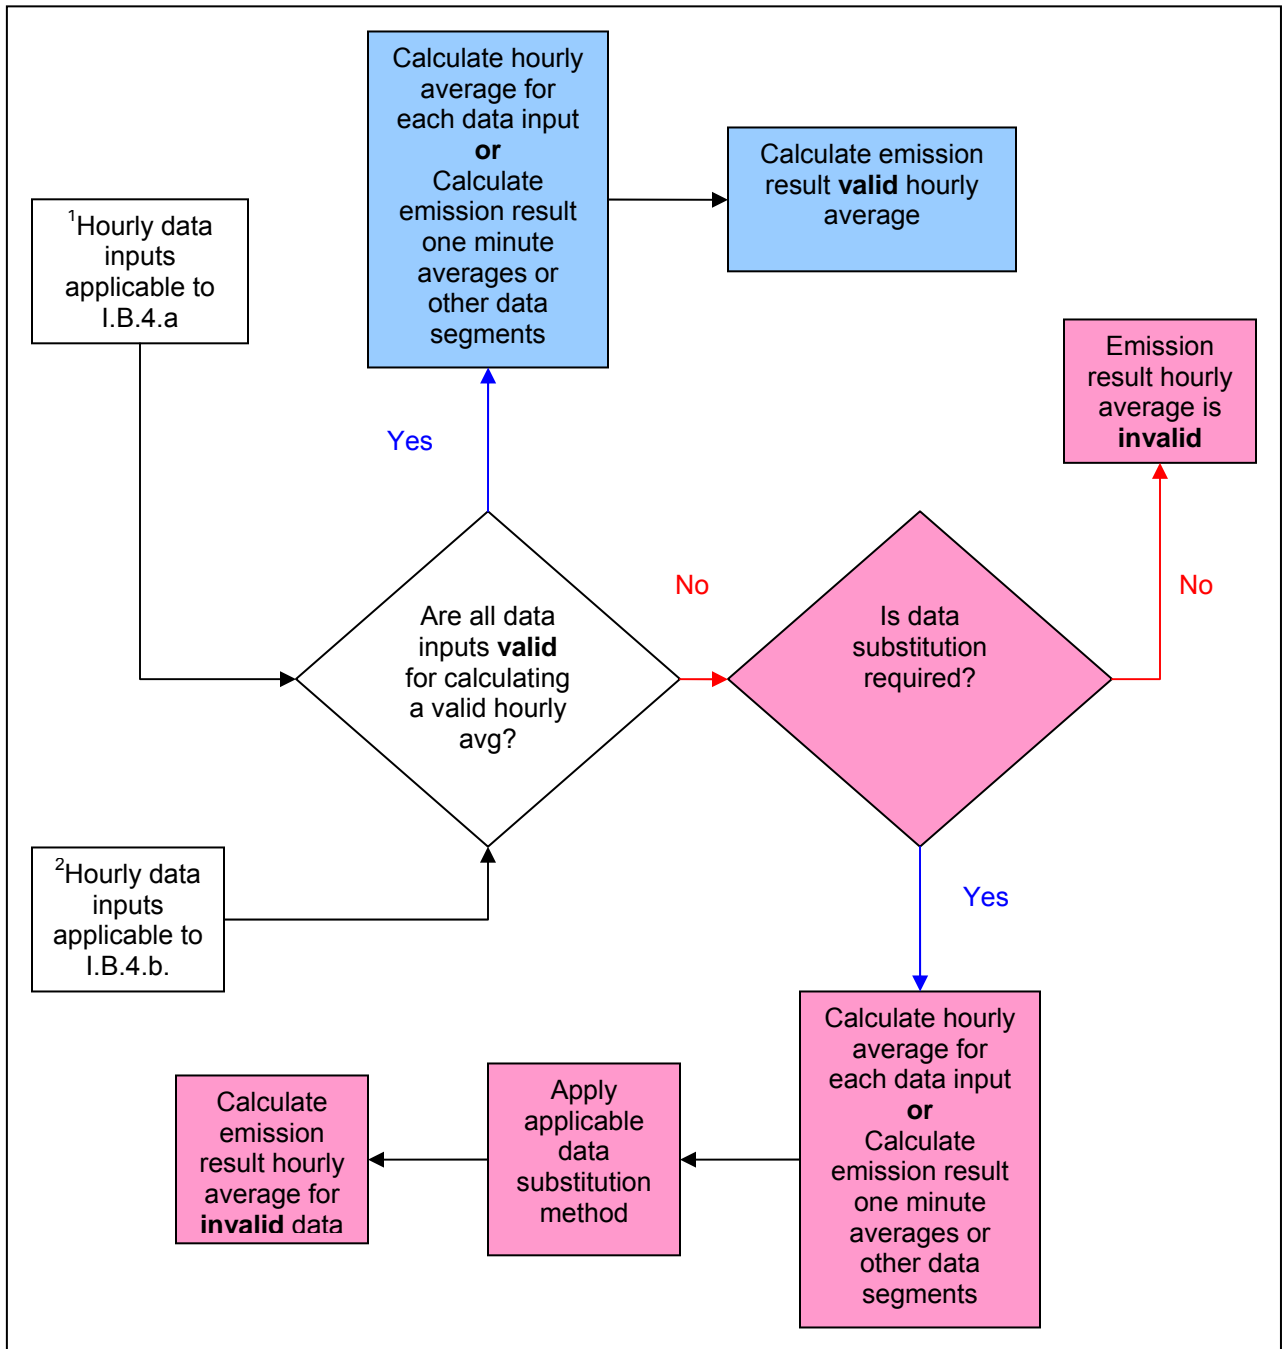 Calculate hourly
average for
each data input
or
Calculate
emission result
one minute
averages or
other data
segments
Calculate emission
result valid hourly
average
1Hourly data
inputs
applicable to
I.B.4.a
Emission
result hourly
average is
invalid
Yes
No
No
Are all data
inputs valid
for calculating
a valid hourly
avg?
Is data
substitution
required?
2Hourly data
inputs
applicable to
I.B.4.b.
Yes
Calculate hourly
average for
each data input
or
Calculate
emission result
one minute
averages or
other data
segments
Apply
applicable
data
substitution
method
Calculate
emission
result hourly
average for
invalid data